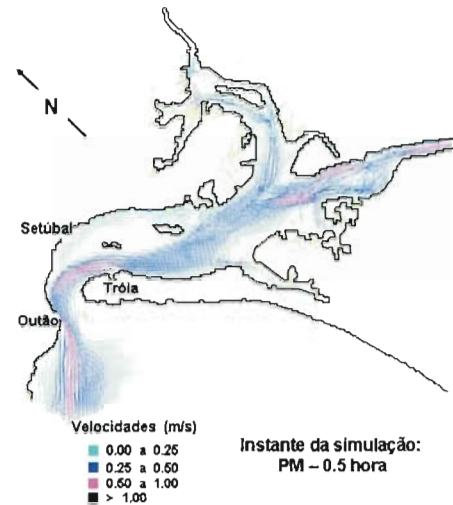 N
Setúbal
Tróia
Outão
Velocidades (m/s)
0.00 a 0.25
0.25 a 0.50
0.50 a 1.00
> 1.00
Instante da simulação:
PM – 0.5 hora